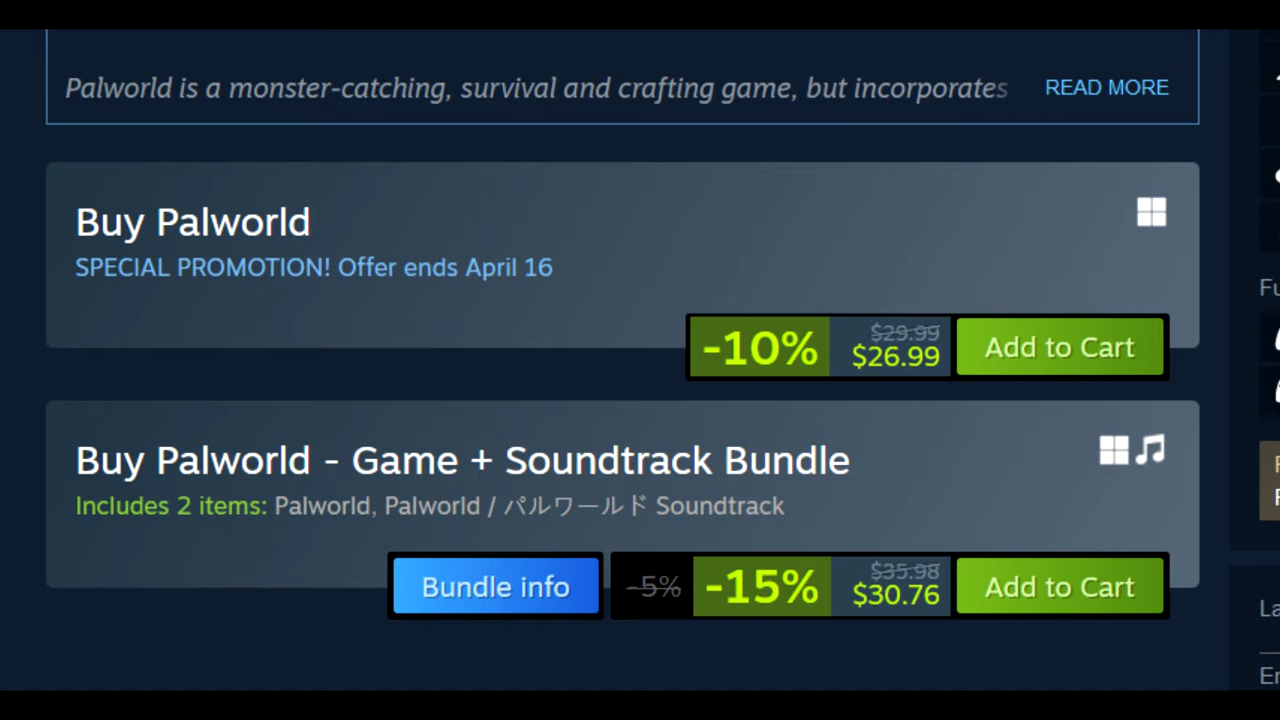 Palworld is a monster-catching, survival and crafting game, but incorporates
READ MORE
Buy Palworld
SPECIAL PROMOTION! Offer ends April 16
-10%
$29.99
$26.99
Add to Cart
Buy Palworld - Game + Soundtrack Bundle
Includes 2 items: Palworld, Palworld / パルワールド Soundtrack
Bundle info
-5%
-15%
$35.98
$30.76
Add to Cart